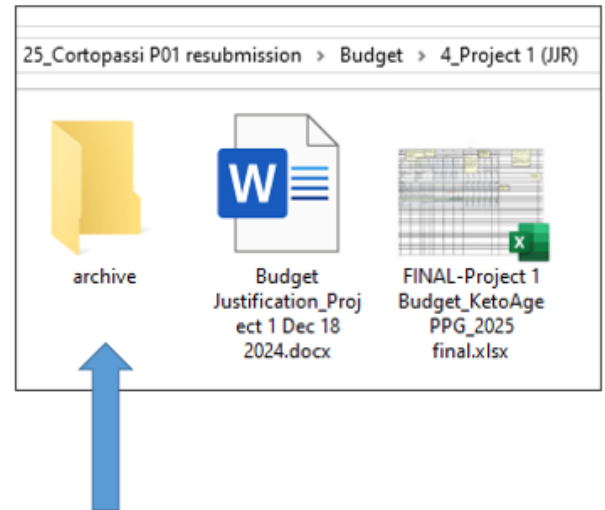 25_Cortopassi P01 resubmission > Budget > 4_Project 1 (JJR)
archive
Budget
Justification_Proj
ect 1 Dec 18
2024.docx
FINAL-Project 1
Budget_KetoAge
PPG_2025
final.xlsx